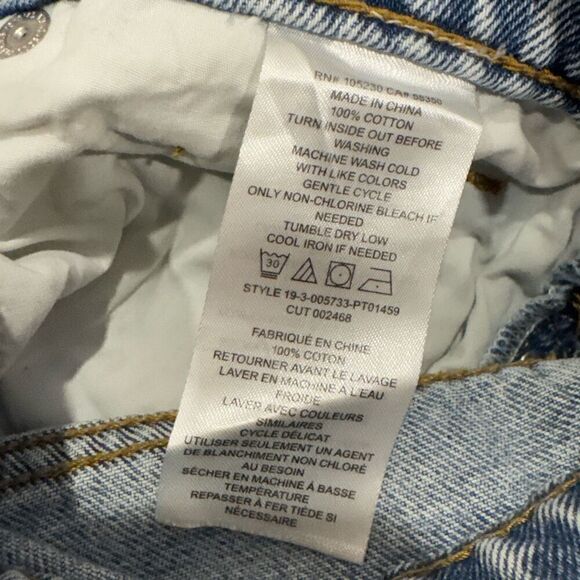 RN# 105230 CA# 55350
MADE IN CHINA
100% COTTON
TURN INSIDE OUT BEFORE
WASHING
MACHINE WASH COLD
WITH LIKE COLORS
GENTLE CYCLE
ONLY NON-CHLORINE BLEACH IF
NEEDED
TUMBLE DRY LOW
COOL IRON IF NEEDED
30
STYLE 19-3-005733-PT01459
CUT 002468
FABRIQUÉ EN CHINE
100% COTON
RETOURNER AVANT LE LAVAGE
LAVER EN MACHINE À L'EAU
FROIDE
LAVER AVEC COULEURS
SIMILAIRES
CYCLE DÉLICAT
UTILISER SEULEMENT UN AGENT
DE BLANCHIMENT NON CHLORÉ
AU BESOIN
SÉCHER EN MACHINE À BASSE
TEMPÉRATURE
REPASSER À FER TIÈDE SI
NÉCESSAIRE